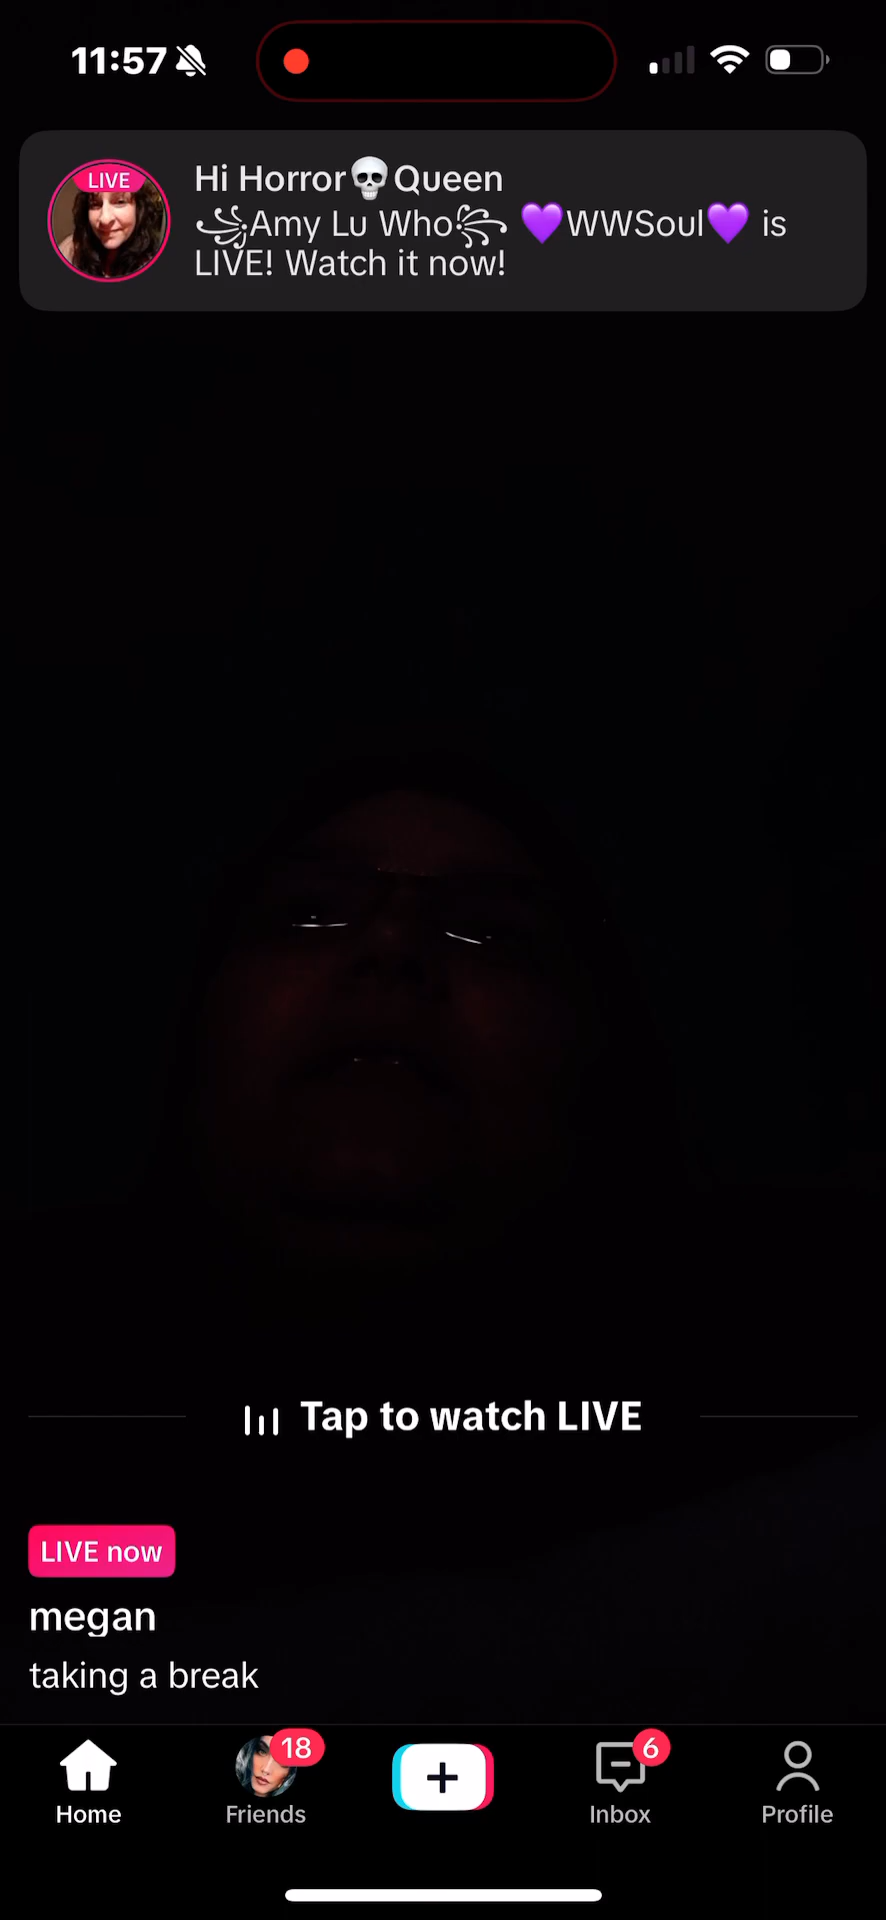 11:57
LIVE
Hi Horror💀Queen
꧁Amy Lu Who꧂ 💜WWSoul💜 is
LIVE! Watch it now!
Tap to watch LIVE
LIVE now
megan
taking a break
18
6
Home
Friends
Inbox
Profile